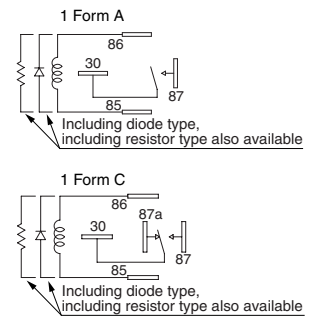 1 Form A
86
30
87
85
Including diode type,
including resistor type also available
1 Form C
86
87a
30
87
85
Including diode type,
including resistor type also available